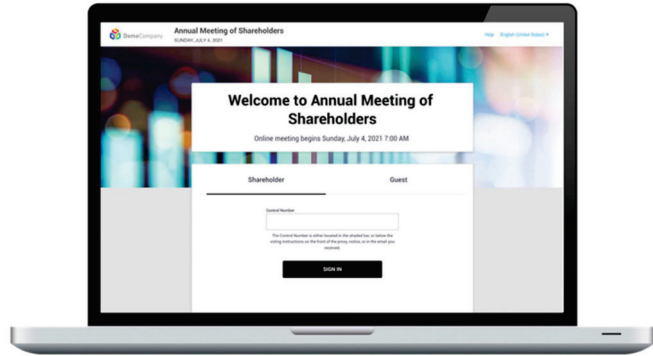 DemoCompany
Annual Meeting of Shareholders
SUNDAY, JULY 4, 2021
Help
English (United States)
Welcome to Annual Meeting of
Shareholders
Online meeting begins Sunday, July 4, 2021 7:00 AM
Shareholder
Guest
Control Number
The Control Number is either located in the shaded bar, or below the
voting instructions on the front of the proxy, notice, or in the email you
received.
SIGN IN